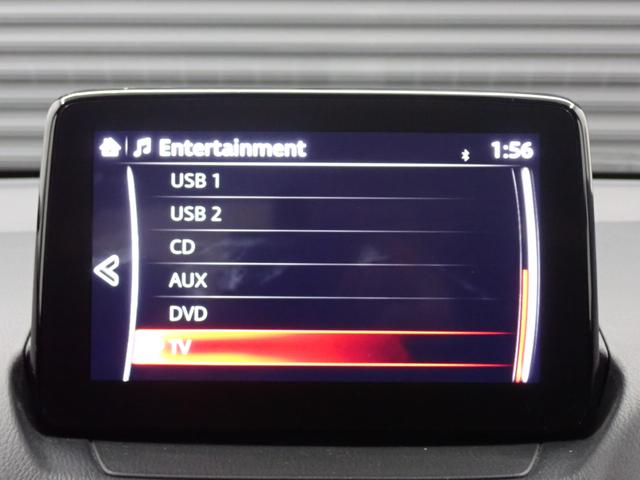 Entertainment 1:56
USB 1
USB 2
CD
AUX
DVD
TV